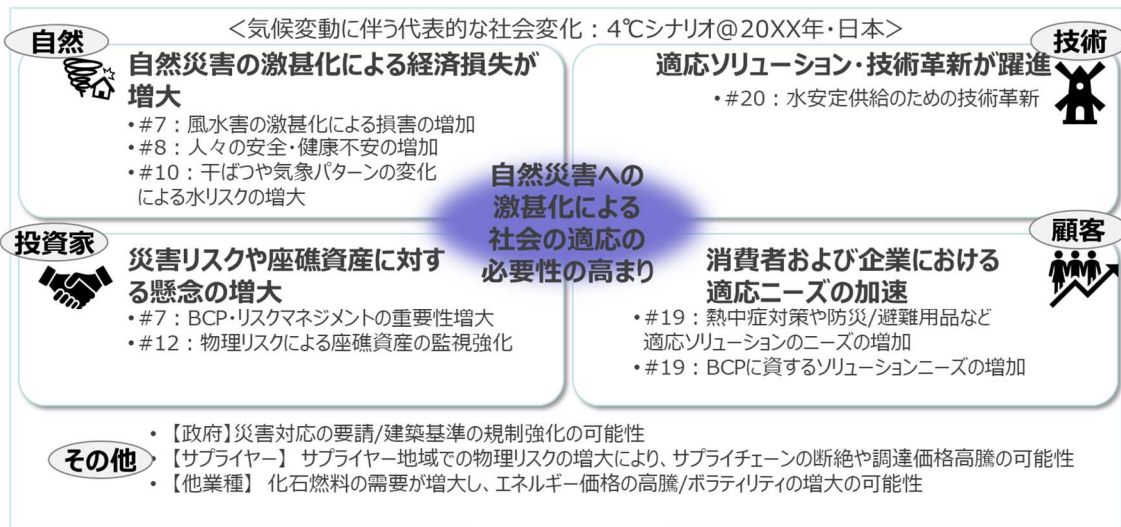 ＜気候変動に伴う代表的な社会変化：4℃シナリオ@20XX年・日本＞
自然
自然災害の激甚化による経済損失が
増大
•#7：風水害の激甚化による損害の増加
•#8：人々の安全・健康不安の増加
•#10：干ばつや気象パターンの変化
による水リスクの増大
技術
適応ソリューション・技術革新が躍進
•#20：水安定供給のための技術革新
自然災害への
激甚化による
社会の適応の
必要性の高まり
投資家
災害リスクや座礁資産に対す
る懸念の増大
•#7：BCP・リスクマネジメントの重要性増大
•#12：物理リスクによる座礁資産の監視強化
顧客
消費者および企業における
適応ニーズの加速
•#19：熱中症対策や防災/避難用品など
適応ソリューションのニーズの増加
•#19：BCPに資するソリューションニーズの増加
その他
• 【政府】災害対応の要請/建築基準の規制強化の可能性
• 【サプライヤー】 サプライヤー地域での物理リスクの増大により、サプライチェーンの断絶や調達価格高騰の可能性
• 【他業種】 化石燃料の需要が増大し、エネルギー価格の高騰/ボラティリティの増大の可能性